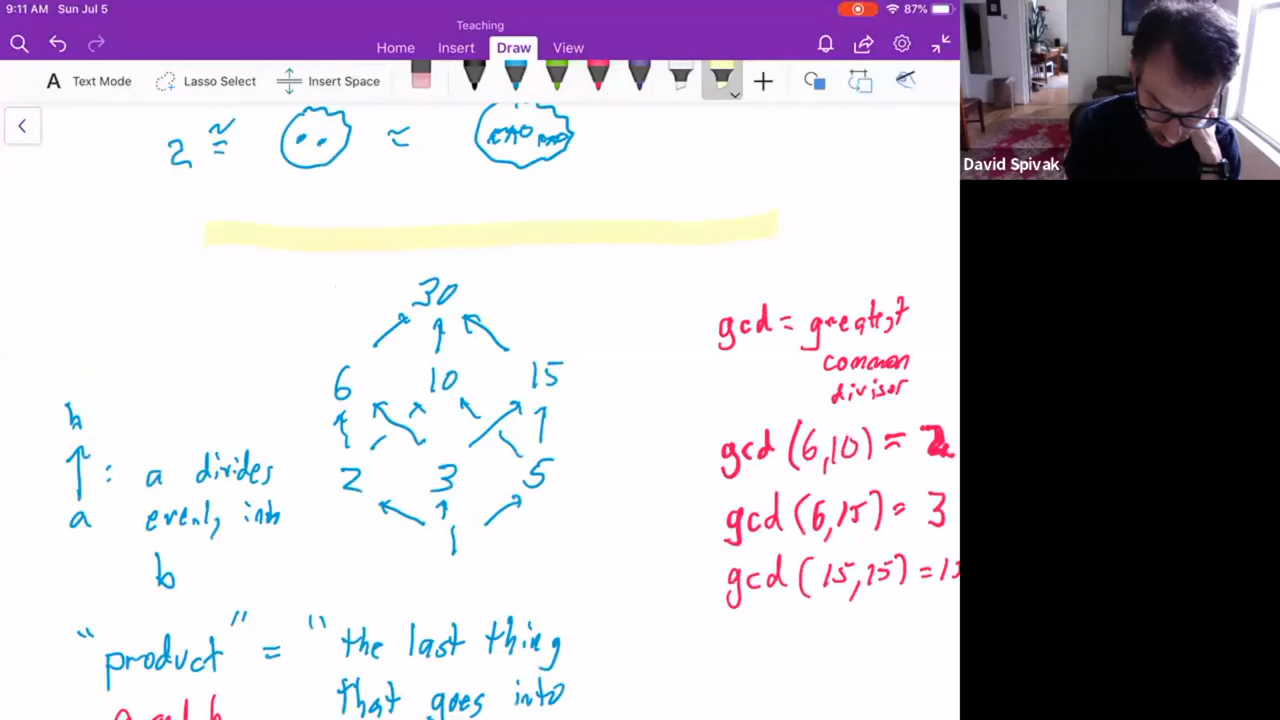 9:11 AM Sun Jul 5
87%
Teaching
Home Insert Draw View
Text Mode Lasso Select Insert Space
David Spivak
2 ≅ ≈
30
6 10 15
2 3 5
1
b
a : a divides
evenly into
b
gcd = greatest
common
divisor
gcd (6,10) = 2
gcd (6,15) = 3
gcd (15,15) = 15
"product" = "the last thing
that goes into